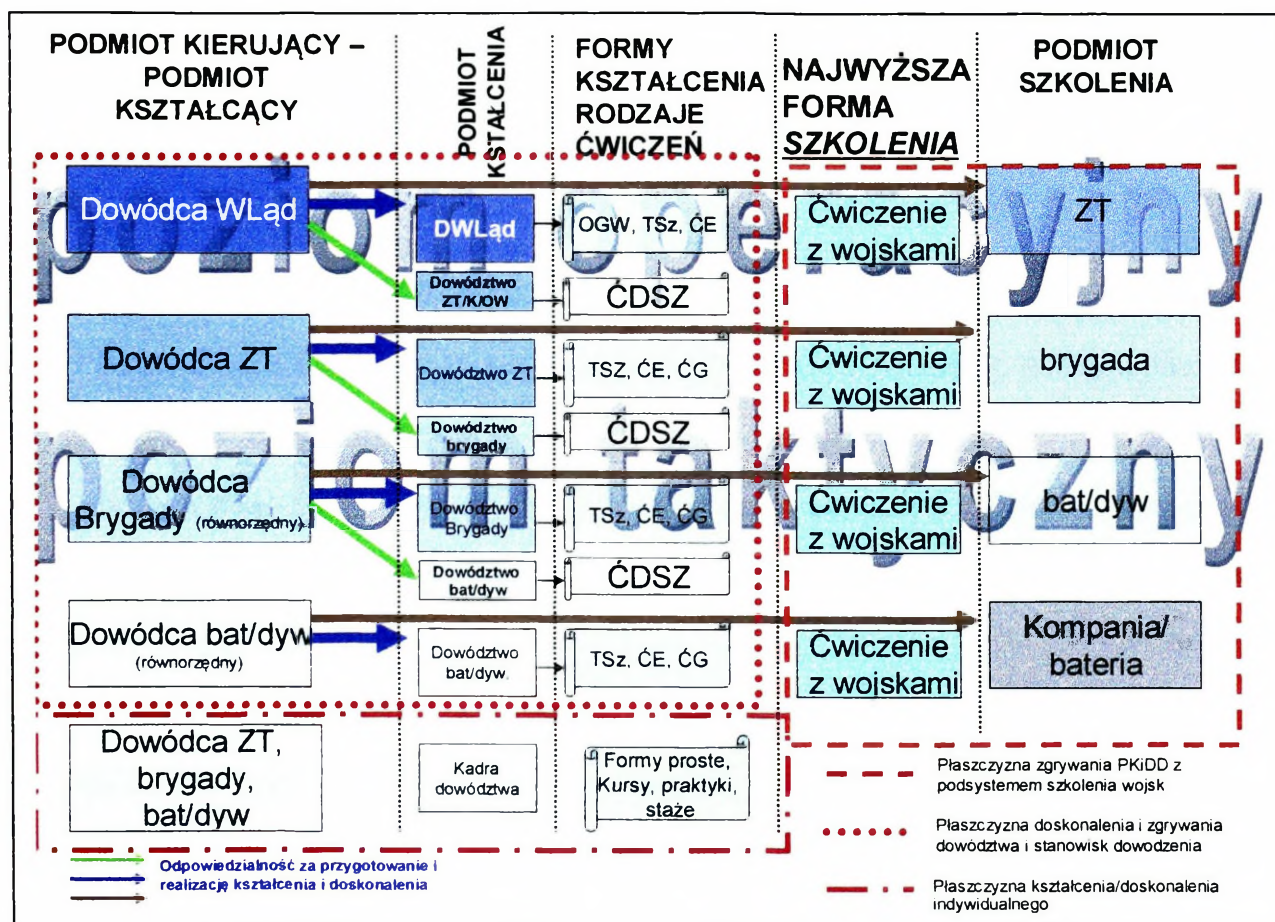 PODMIOT KIERUJĄCY –
PODMIOT
KSZTAŁCĄCY
PODMIOT
KSTAŁCENIA
FORMY
KSZTAŁCENIA
RODZAJE
ĆWICZEŃ
NAJWYŻSZA
FORMA
SZKOLENIA
PODMIOT
SZKOLENIA
poziom operacyjny
Dowódca WLąd
DWLąd
OGW, TSz, ĆE
Ćwiczenie
z wojskami
ZT
Dowództwo
ZT/K/OW
ĆDSZ
Dowódca ZT
Dowództwo ZT
TSZ, ĆE, ĆG
Ćwiczenie
z wojskami
brygada
Dowództwo
brygady
ĆDSZ
poziom taktyczny
Dowódca
Brygady (równorzędny)
Dowództwo
Brygady
TSz, ĆE, ĆG
Ćwiczenie
z wojskami
bat/dyw
Dowództwo
bat/dyw
ĆDSZ
Dowódca bat/dyw
(równorzędny)
Dowództwo
bat/dyw.
TSz, ĆE, ĆG
Ćwiczenie
z wojskami
Kompania/
bateria
Dowódca ZT,
brygady,
bat/dyw
Kadra
dowództwa
Formy proste,
Kursy, praktyki,
staże
Odpowiedzialność za przygotowanie i
realizację kształcenia i doskonalenia
Płaszczyzna zgrywania PKiDD z
podsystemem szkolenia wojsk
Płaszczyzna doskonalenia i zgrywania
dowództwa i stanowisk dowodzenia
Płaszczyzna kształcenia/doskonalenia
indywidualnego